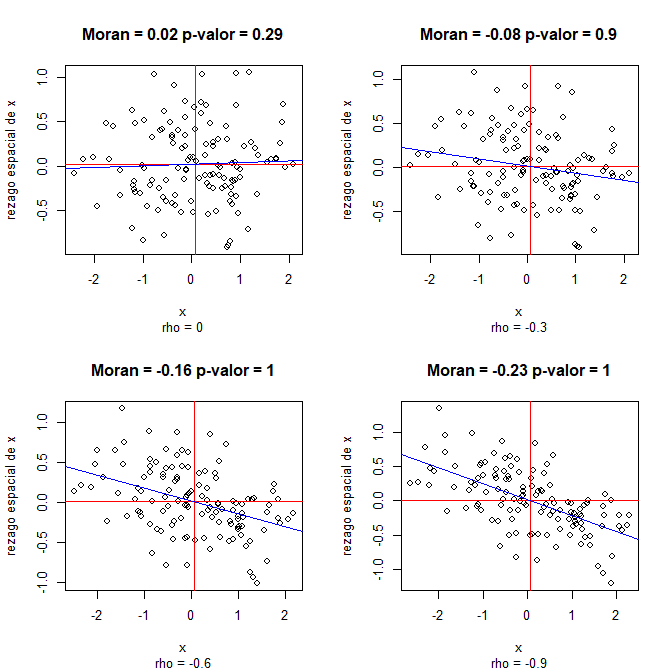 Moran = 0.02 p-valor = 0.29
Moran = -0.08 p-valor = 0.9
rezago espacial de x
1.0
0.5
0.0
-0.5
-2
-1
0
1
2
x
rho = 0
rezago espacial de x
1.0
0.5
0.0
-0.5
-2
-1
0
1
2
x
rho = -0.3
Moran = -0.16 p-valor = 1
Moran = -0.23 p-valor = 1
rezago espacial de x
1.0
0.5
0.0
-0.5
-1.0
-2
-1
0
1
2
x
rho = -0.6
rezago espacial de x
1.0
0.5
0.0
-0.5
-1.0
-2
-1
0
1
2
x
rho = -0.9